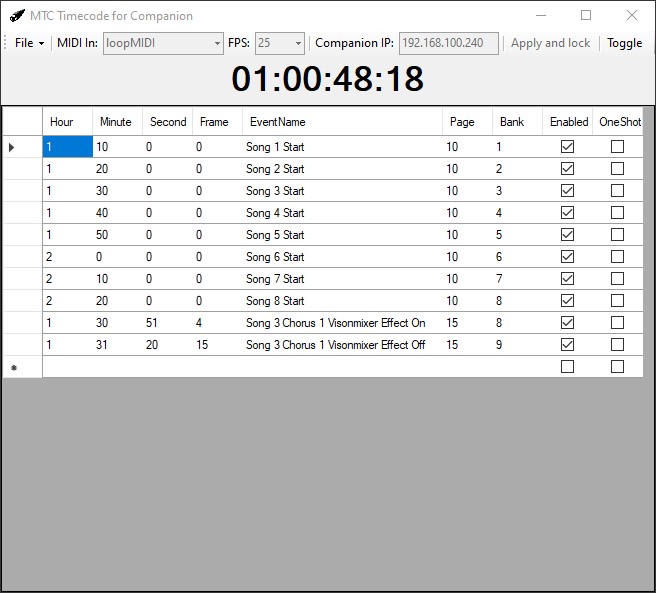 MTC Timecode for Companion
File MIDI In: loopMIDI FPS: 25 Companion IP: 192.168.100.240 Apply and lock Toggle
01:00:48:18
Hour Minute Second Frame EventName Page Bank Enabled OneShot
1 10 0 0 Song 1 Start 10 1
1 20 0 0 Song 2 Start 10 2
1 30 0 0 Song 3 Start 10 3
1 40 0 0 Song 4 Start 10 4
1 50 0 0 Song 5 Start 10 5
2 0 0 0 Song 6 Start 10 6
2 10 0 0 Song 7 Start 10 7
2 20 0 0 Song 8 Start 10 8
1 30 51 4 Song 3 Chorus 1 Visonmixer Effect On 15 8
1 31 20 15 Song 3 Chorus 1 Visonmixer Effect Off 15 9